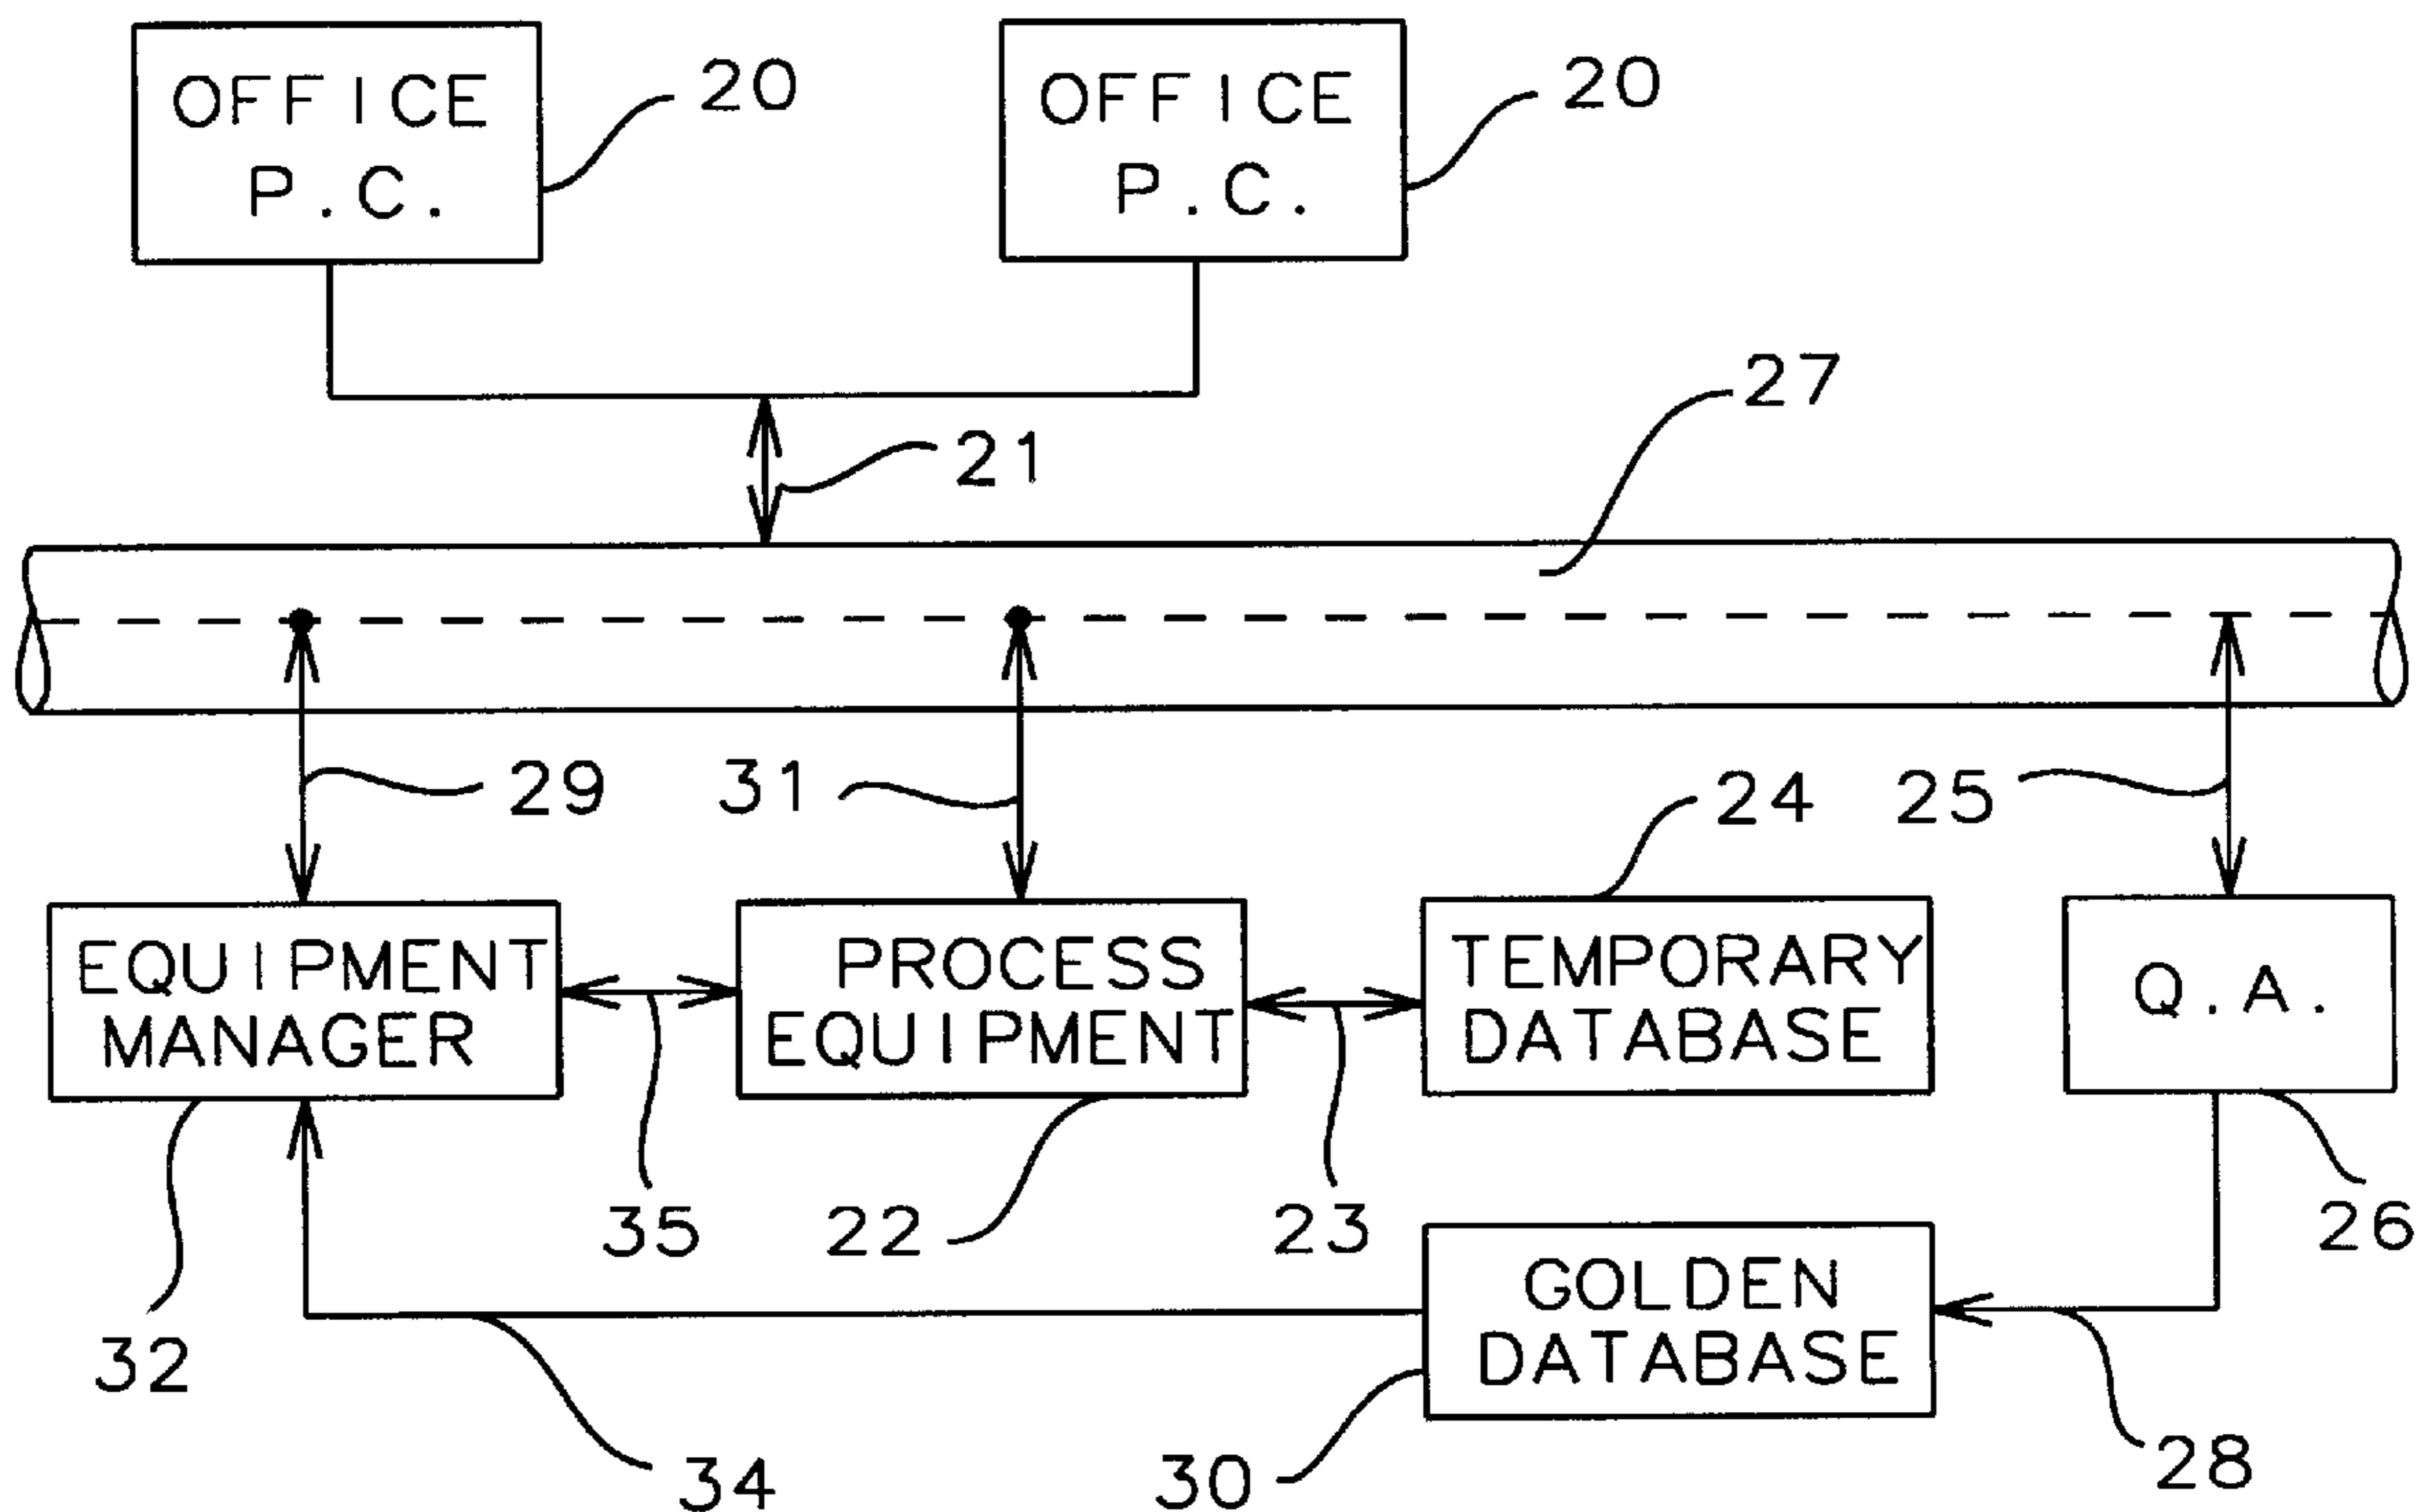 OFFICE
P.C.
20
OFFICE
P.C.
20
27
21
29
31
24
25
EQUIPMENT
MANAGER
PROCESS
EQUIPMENT
TEMPORARY
DATABASE
Q.A.
35
22
23
26
32
GOLDEN
DATABASE
34
30
28